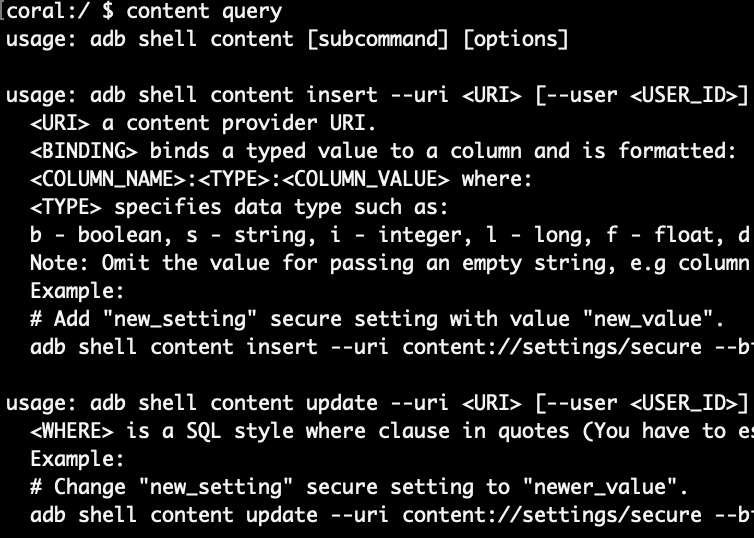 [coral:/ $ content query
usage: adb shell content [subcommand] [options]
usage: adb shell content insert --uri <URI> [--user <USER_ID>]
<URI> a content provider URI.
<BINDING> binds a typed value to a column and is formatted:
<COLUMN_NAME>:<TYPE>:<COLUMN_VALUE> where:
<TYPE> specifies data type such as:
b - boolean, s - string, i - integer, l - long, f - float, d
Note: Omit the value for passing an empty string, e.g column
Example:
# Add "new_setting" secure setting with value "new_value".
adb shell content insert --uri content://settings/secure
usage: adb shell content update --uri <URI> [--user <USER_ID>]
<WHERE> is a SQL style where clause in quotes (You have to
Example:
# Change "new_setting" secure setting to "newer_value".
adb shell content update --uri content://settings/secure